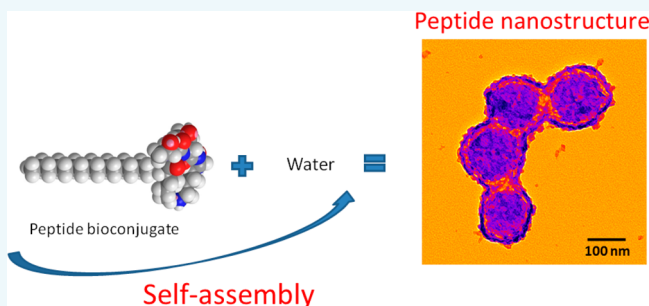 Peptide nanostructure
Water
Peptide bioconjugate
100 nm
Self-assembly